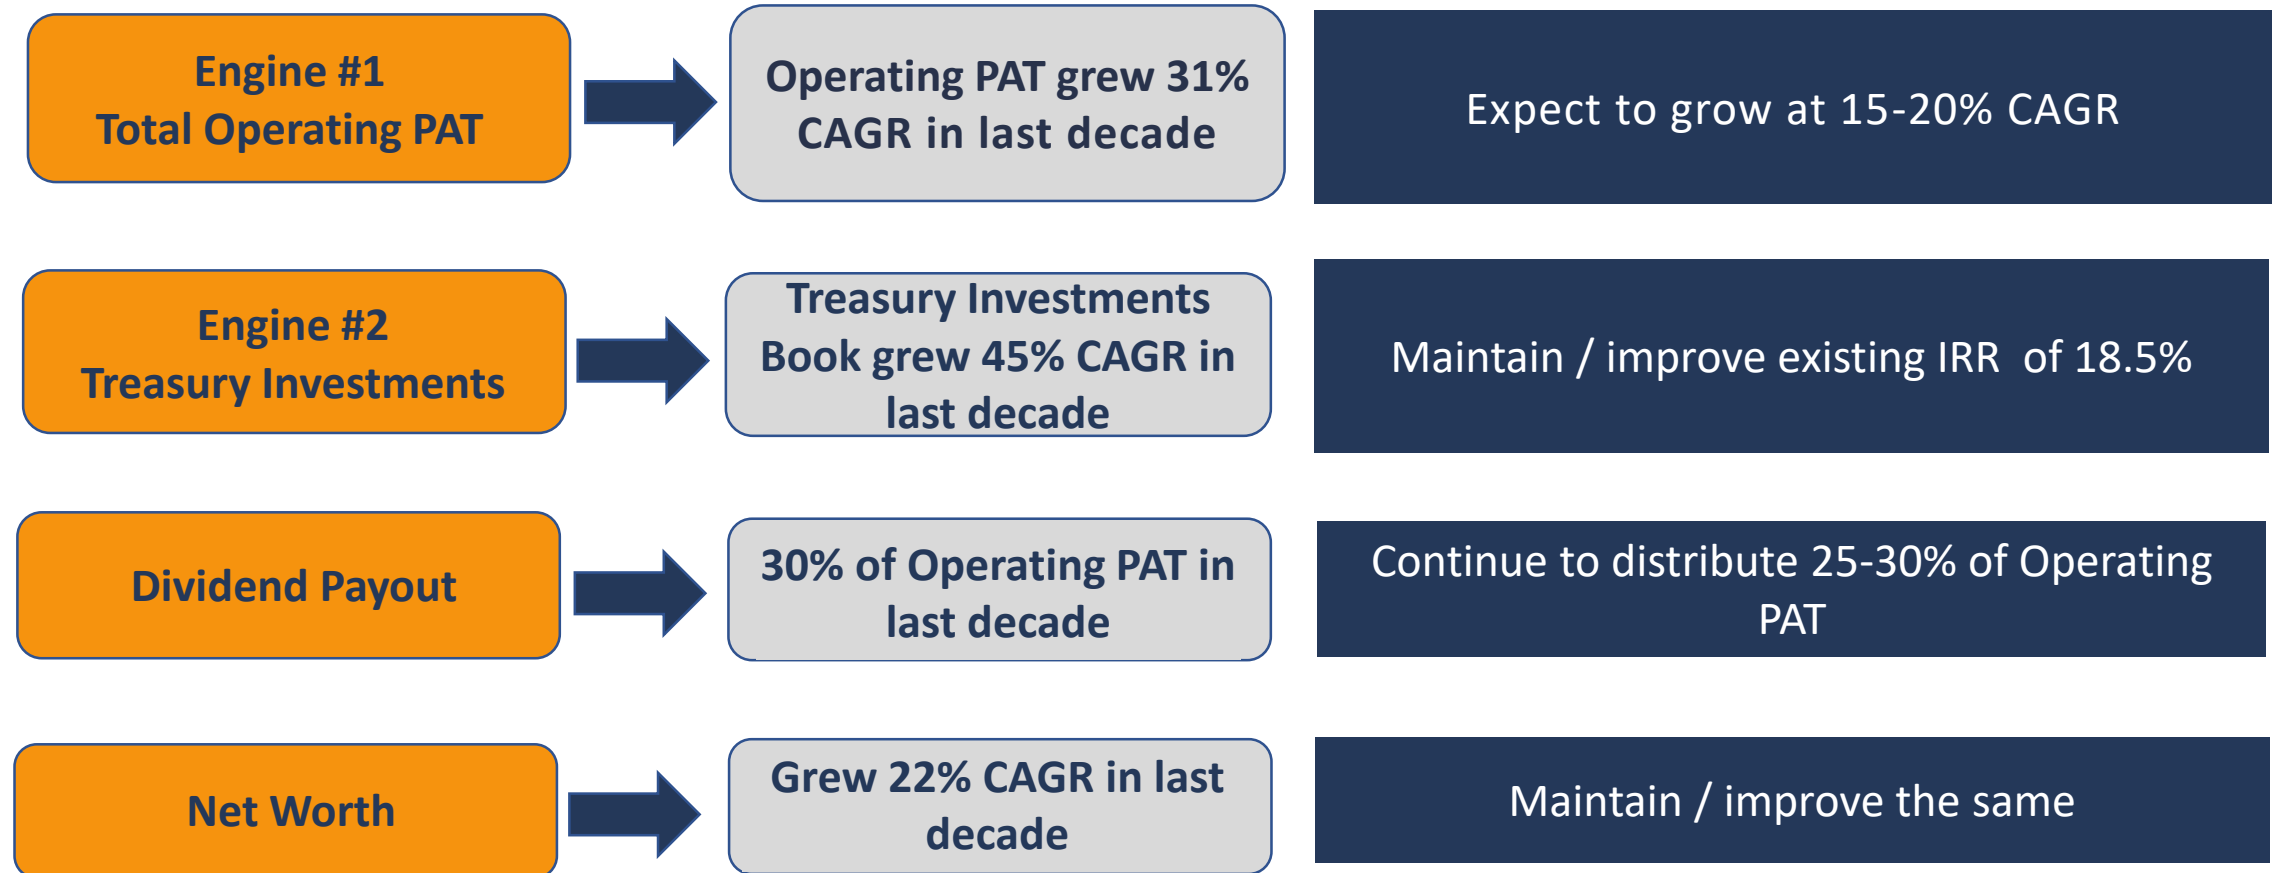 Engine #1
Total Operating PAT
Operating PAT grew 31%
CAGR in last decade
Expect to grow at 15-20% CAGR
Engine #2
Treasury Investments
Treasury Investments
Book grew 45% CAGR in
last decade
Maintain / improve existing IRR of 18.5%
Dividend Payout
30% of Operating PAT in
last decade
Continue to distribute 25-30% of Operating
PAT
Net Worth
Grew 22% CAGR in last
decade
Maintain / improve the same